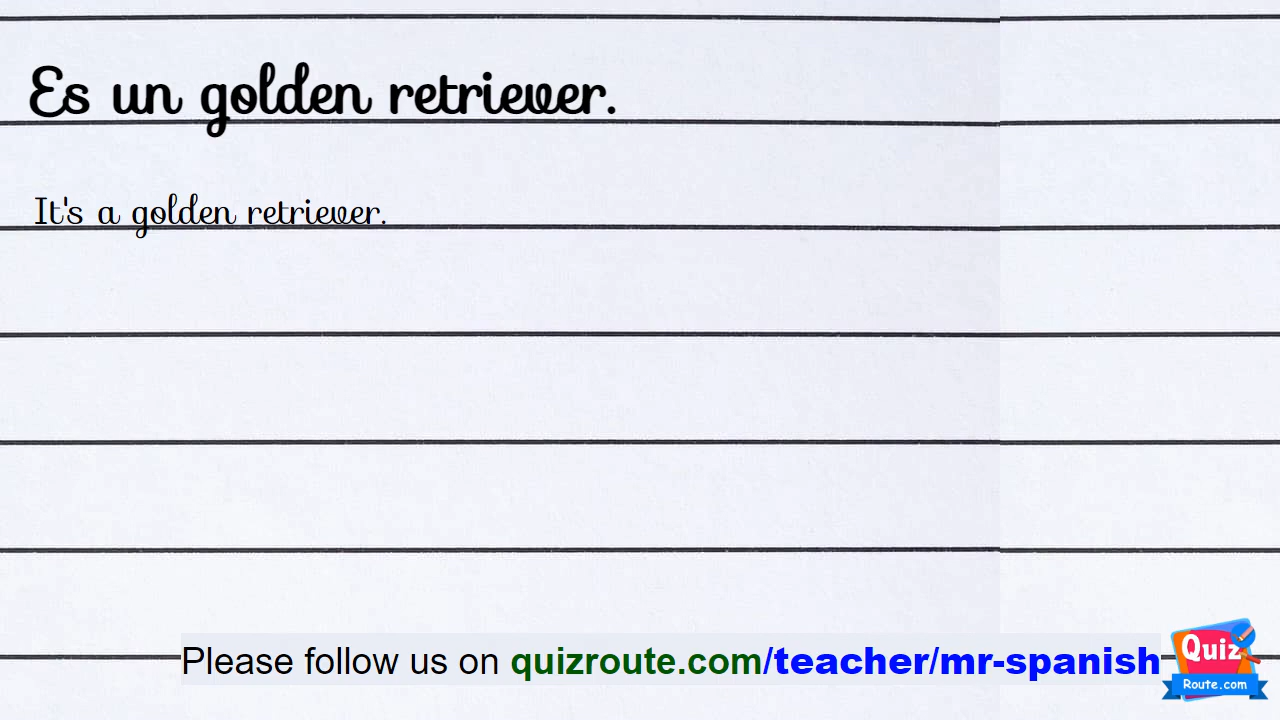 Es un golden retriever.
It's a golden retriever.
Please follow us on quizroute.com/teacher/mr-spanish
Quiz
Route.com